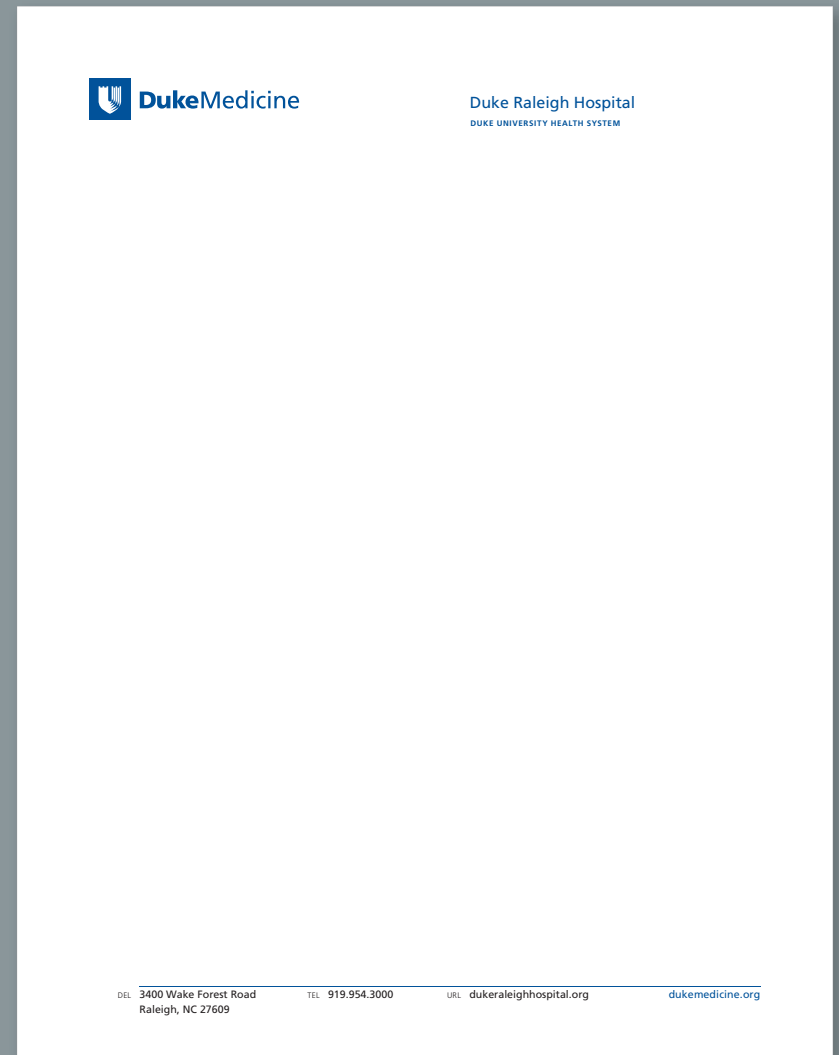 DukeMedicine
Duke Raleigh Hospital
DUKE UNIVERSITY HEALTH SYSTEM
DEL 3400 Wake Forest Road TEL 919.954.3000 URL dukeraleighhospital.org dukemedicine.org
Raleigh, NC 27609